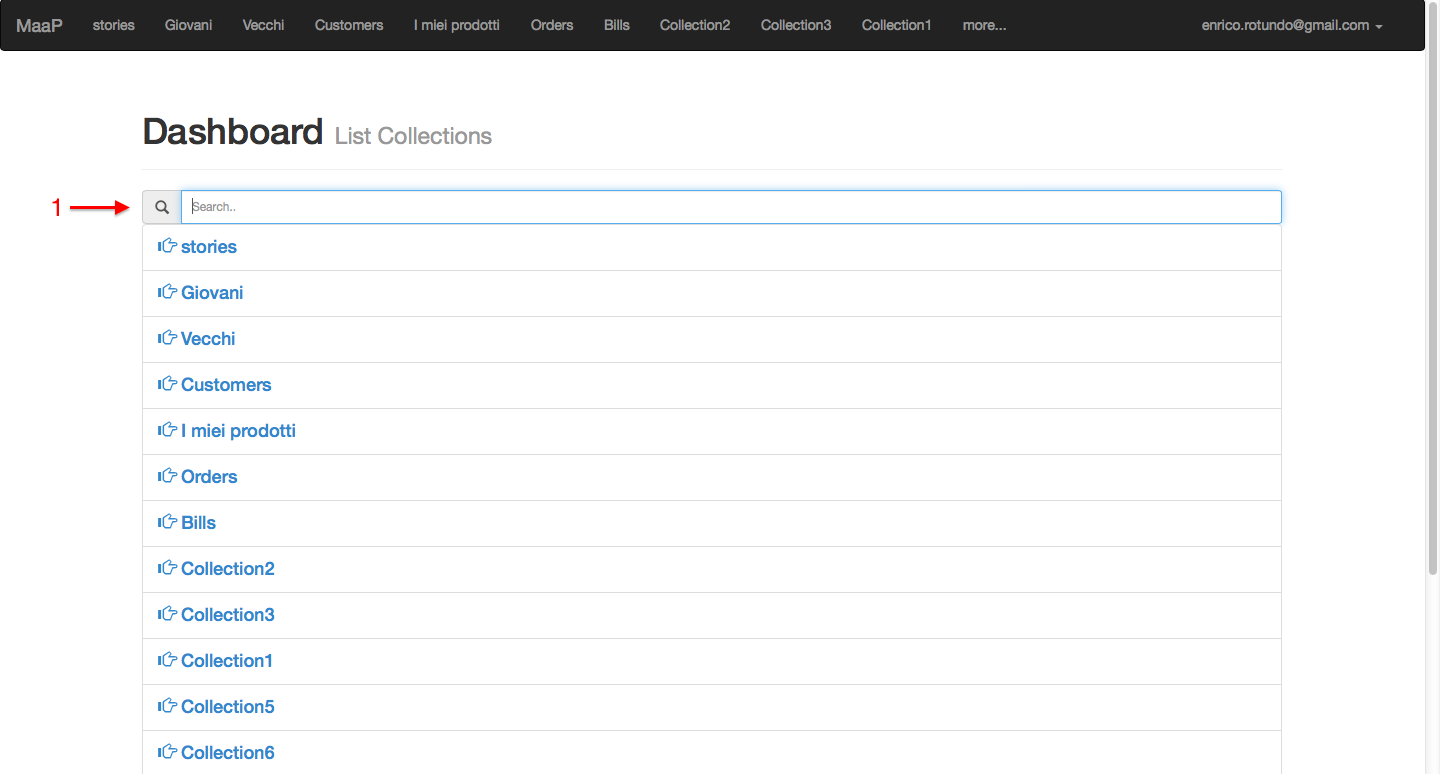 MaaP stories Giovani Vecchi Customers I miei prodotti Orders Bills Collection2 Collection3 Collection1 more... enrico.rotundo@gmail.com
Dashboard List Collections
1
Search..
stories
Giovani
Vecchi
Customers
I miei prodotti
Orders
Bills
Collection2
Collection3
Collection1
Collection5
Collection6